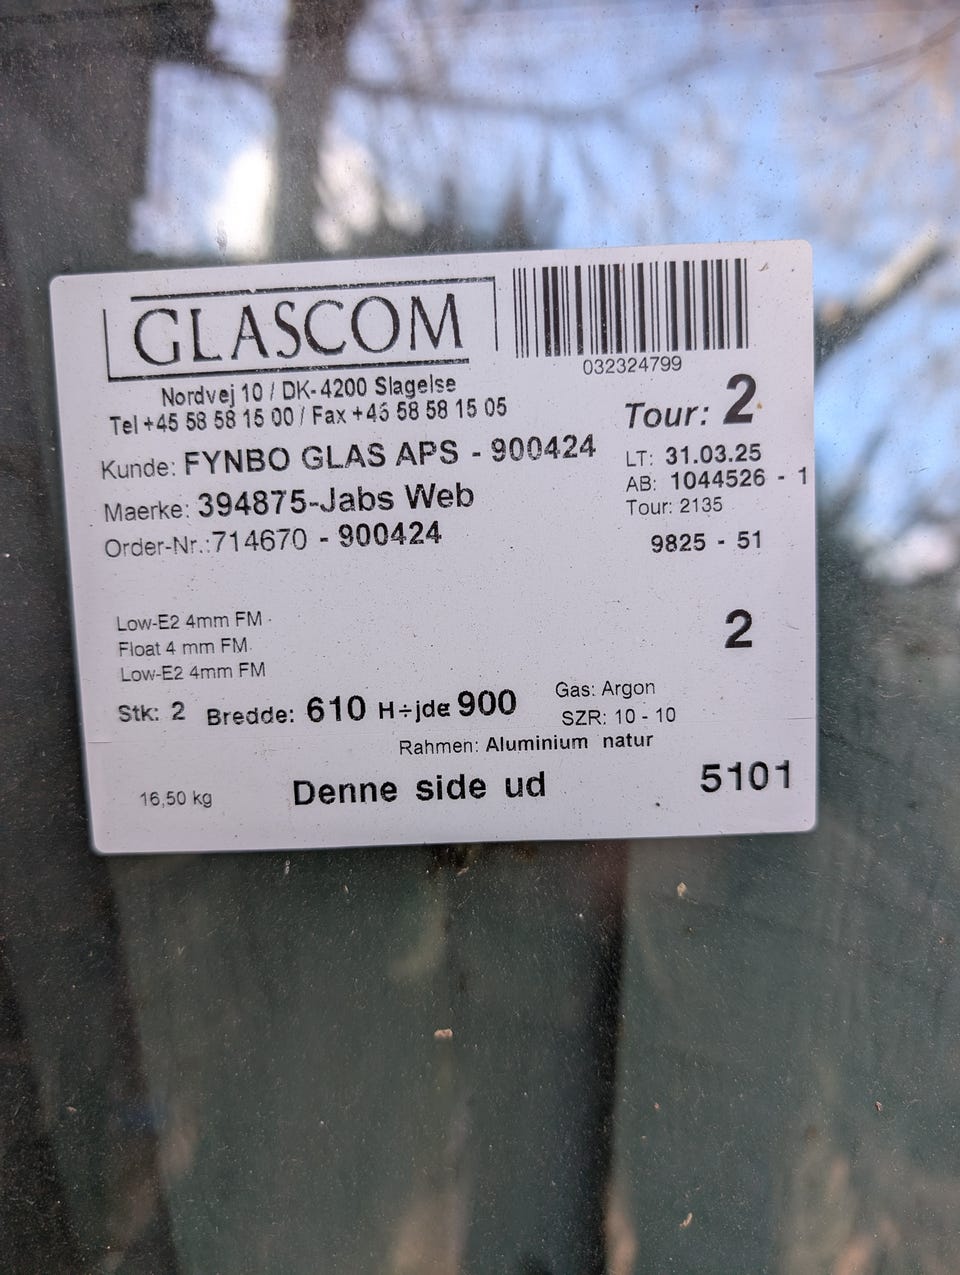 GLASCOM
032324799
Nordvej 10 / DK-4200 Slagelse
Tel +45 58 58 15 00 / Fax +45 58 58 15 05
Tour: 2
Kunde: FYNBO GLAS APS - 900424
LT: 31.03.25
AB: 1044526 - 1
Maerke: 394875-Jabs Web
Tour: 2135
Order-Nr.:714670 - 900424
9825 - 51
Low-E2 4mm FM
2
Float 4 mm FM
Low-E2 4mm FM
Stk: 2 Bredde: 610 H÷jde 900
Gas: Argon
SZR: 10 - 10
Rahmen: Aluminium natur
16,50 kg
Denne side ud
5101